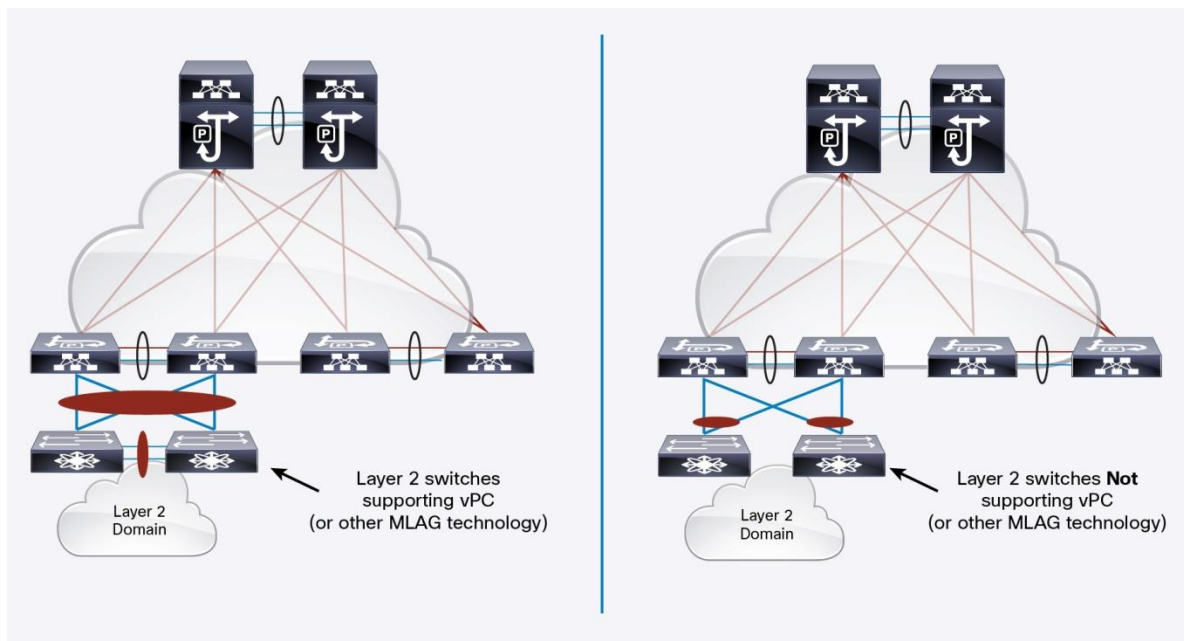 P
P
P
P
Layer 2 switches
supporting vPC
(or other MLAG technology)
Layer 2
Domain
Layer 2 switches Not
supporting vPC
(or other MLAG technology)
Layer 2
Domain